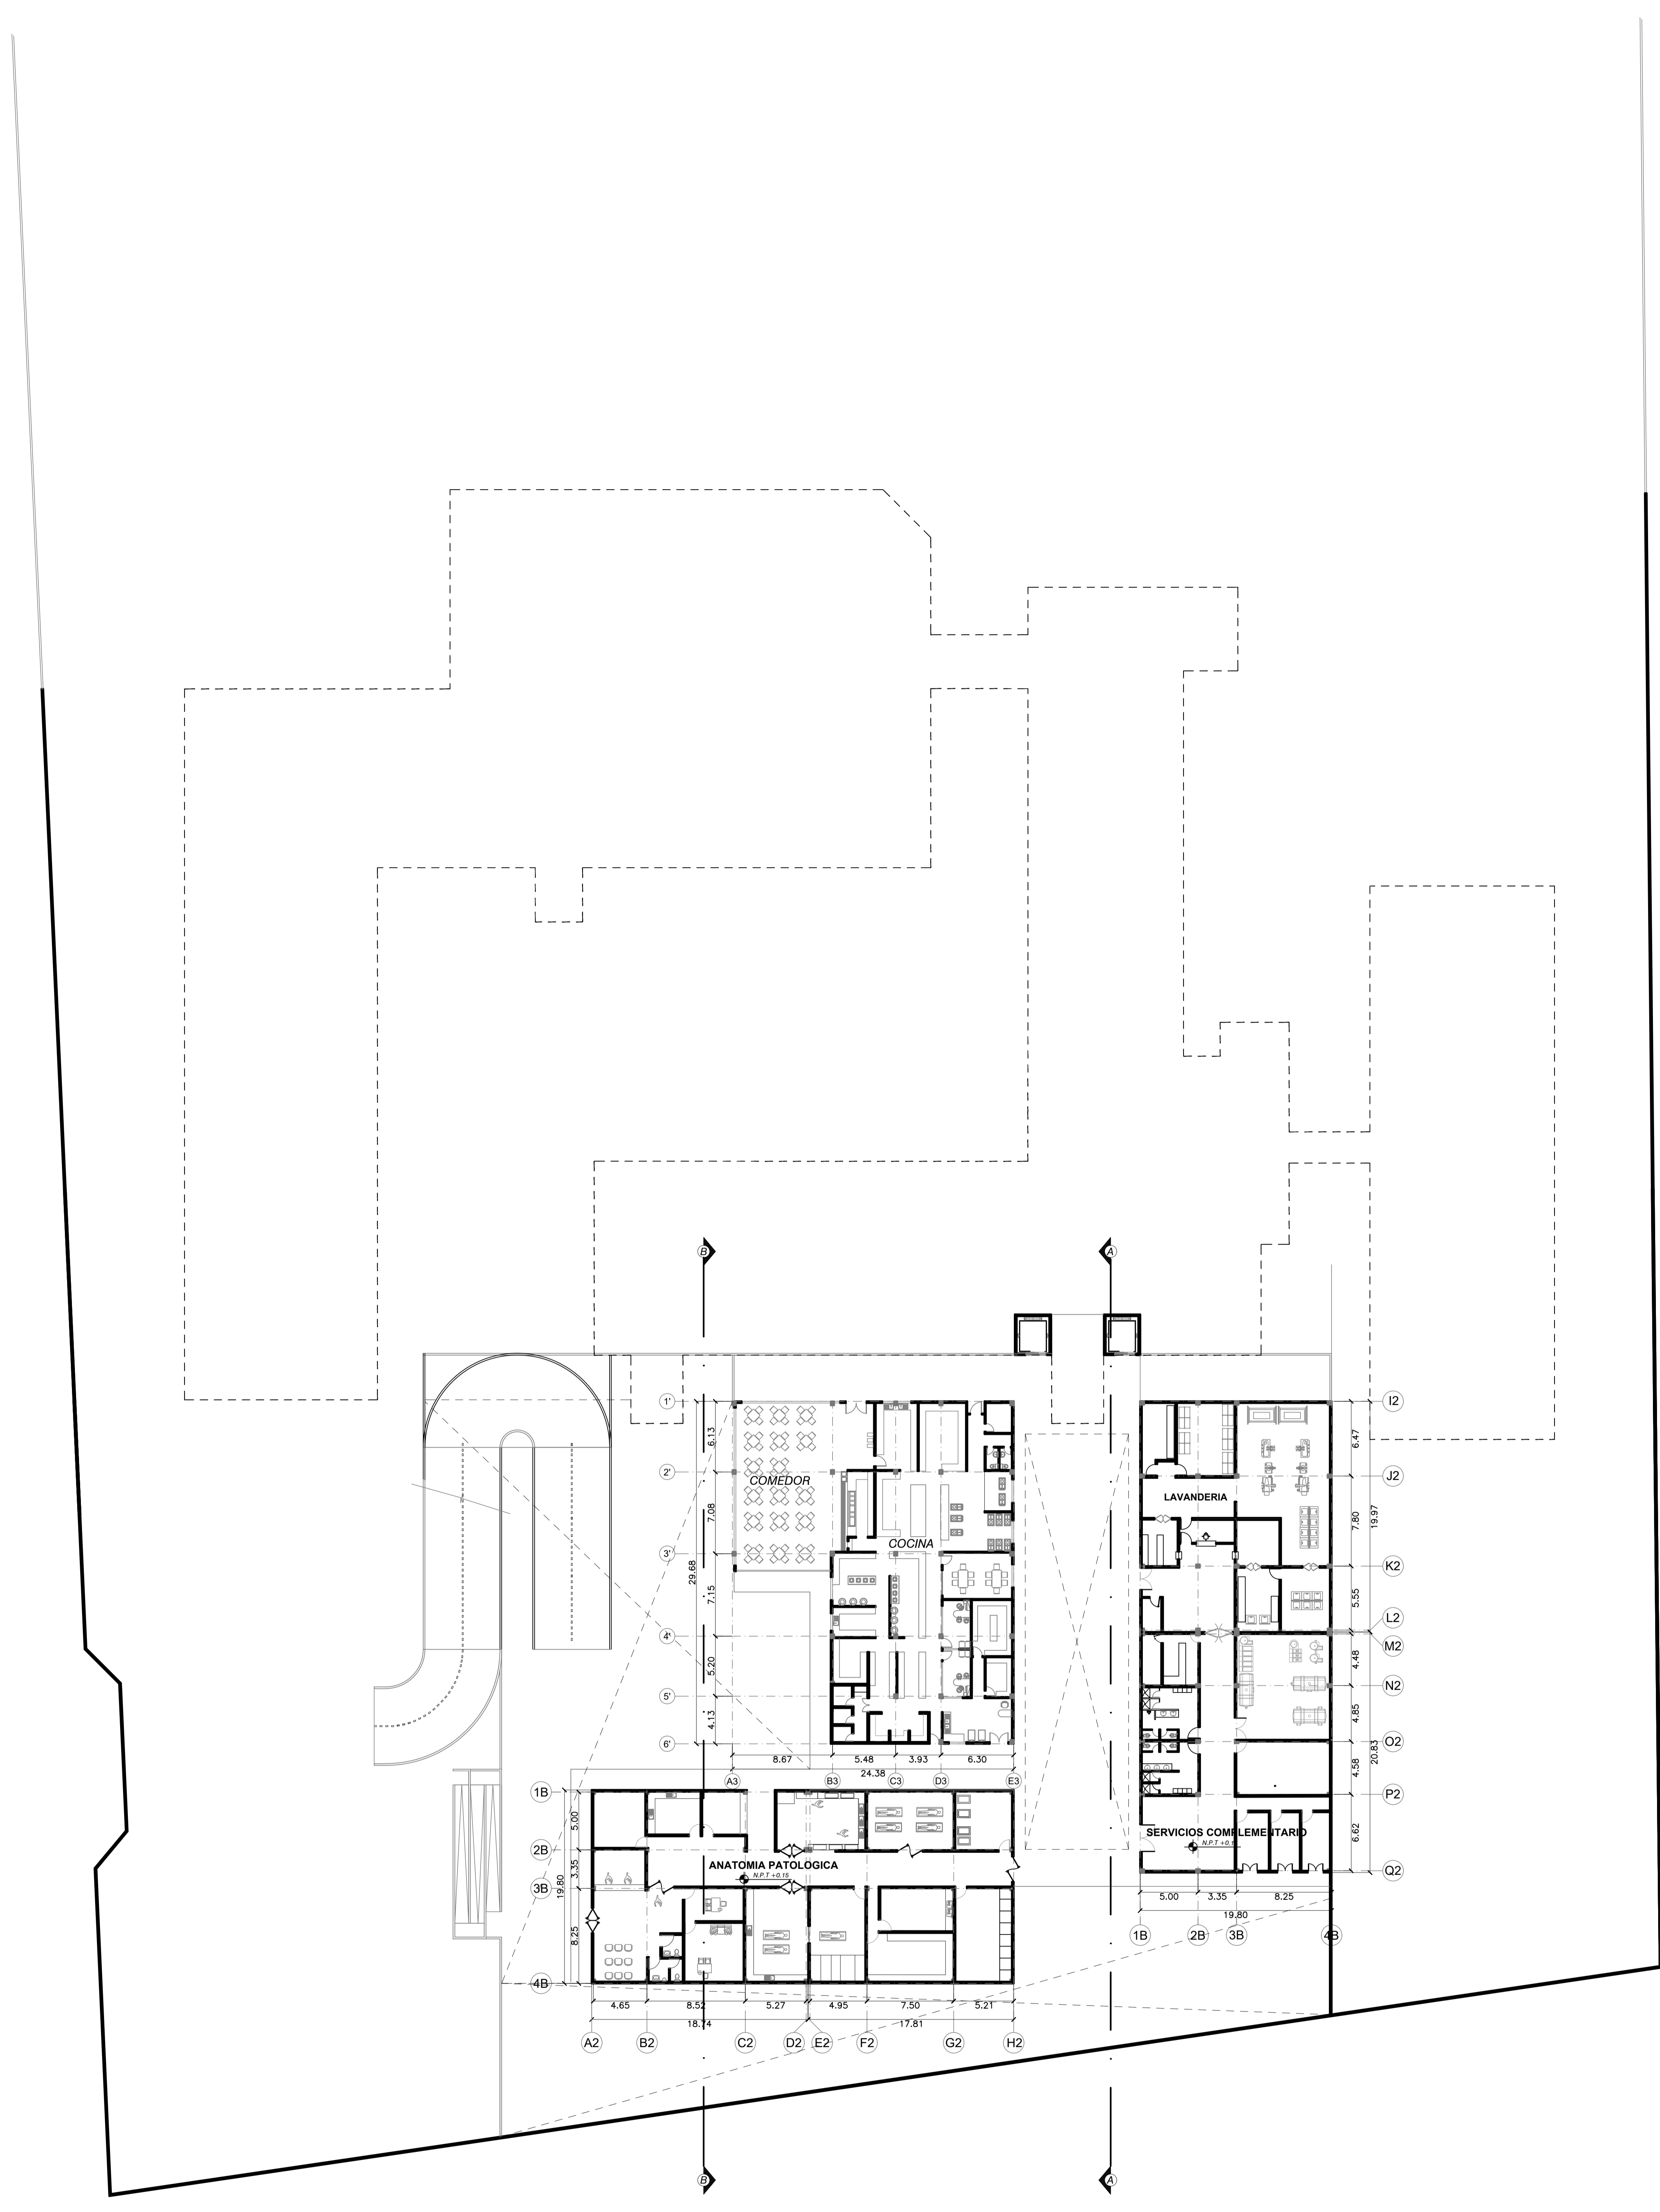 B
A
1'
I2
6.13
6.47
2'
J2
COMEDOR
LAVANDERIA
7.08
7.80
19.97
COCINA
3'
K2
29.68
7.15
5.55
L2
4'
M2
5.20
4.48
5'
N2
4.13
4.85
6'
O2
20.83
8.67
5.48
3.93
6.30
24.38
4.58
A3
B3
C3
D3
E3
1B
P2
5.00
6.62
SERVICIOS COMPLEMENTARIO
2B
ANATOMIA PATOLOGICA
N.P.T +0.15
Q2
3.35
3B
19.80
5.00
3.35
8.25
19.80
8.25
1B
2B
3B
4B
4B
4.65
8.52
5.27
4.95
7.50
5.21
18.74
17.81
A2
B2
C2
D2
E2
F2
G2
H2
B
A